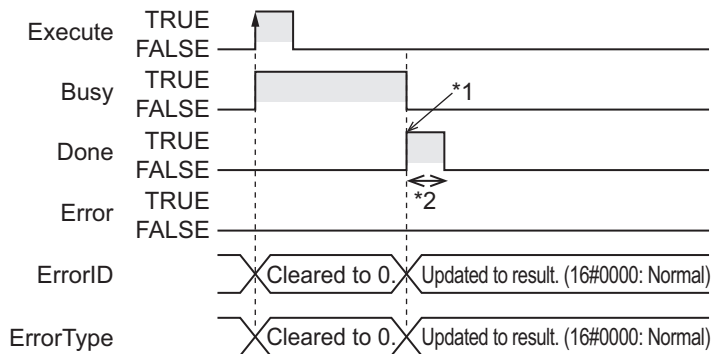 Execute TRUE
FALSE
Busy TRUE
FALSE
*1
Done TRUE
FALSE
*2
Error TRUE
FALSE
ErrorID Cleared to 0. Updated to result. (16#0000: Normal)
ErrorType Cleared to 0. Updated to result. (16#0000: Normal)